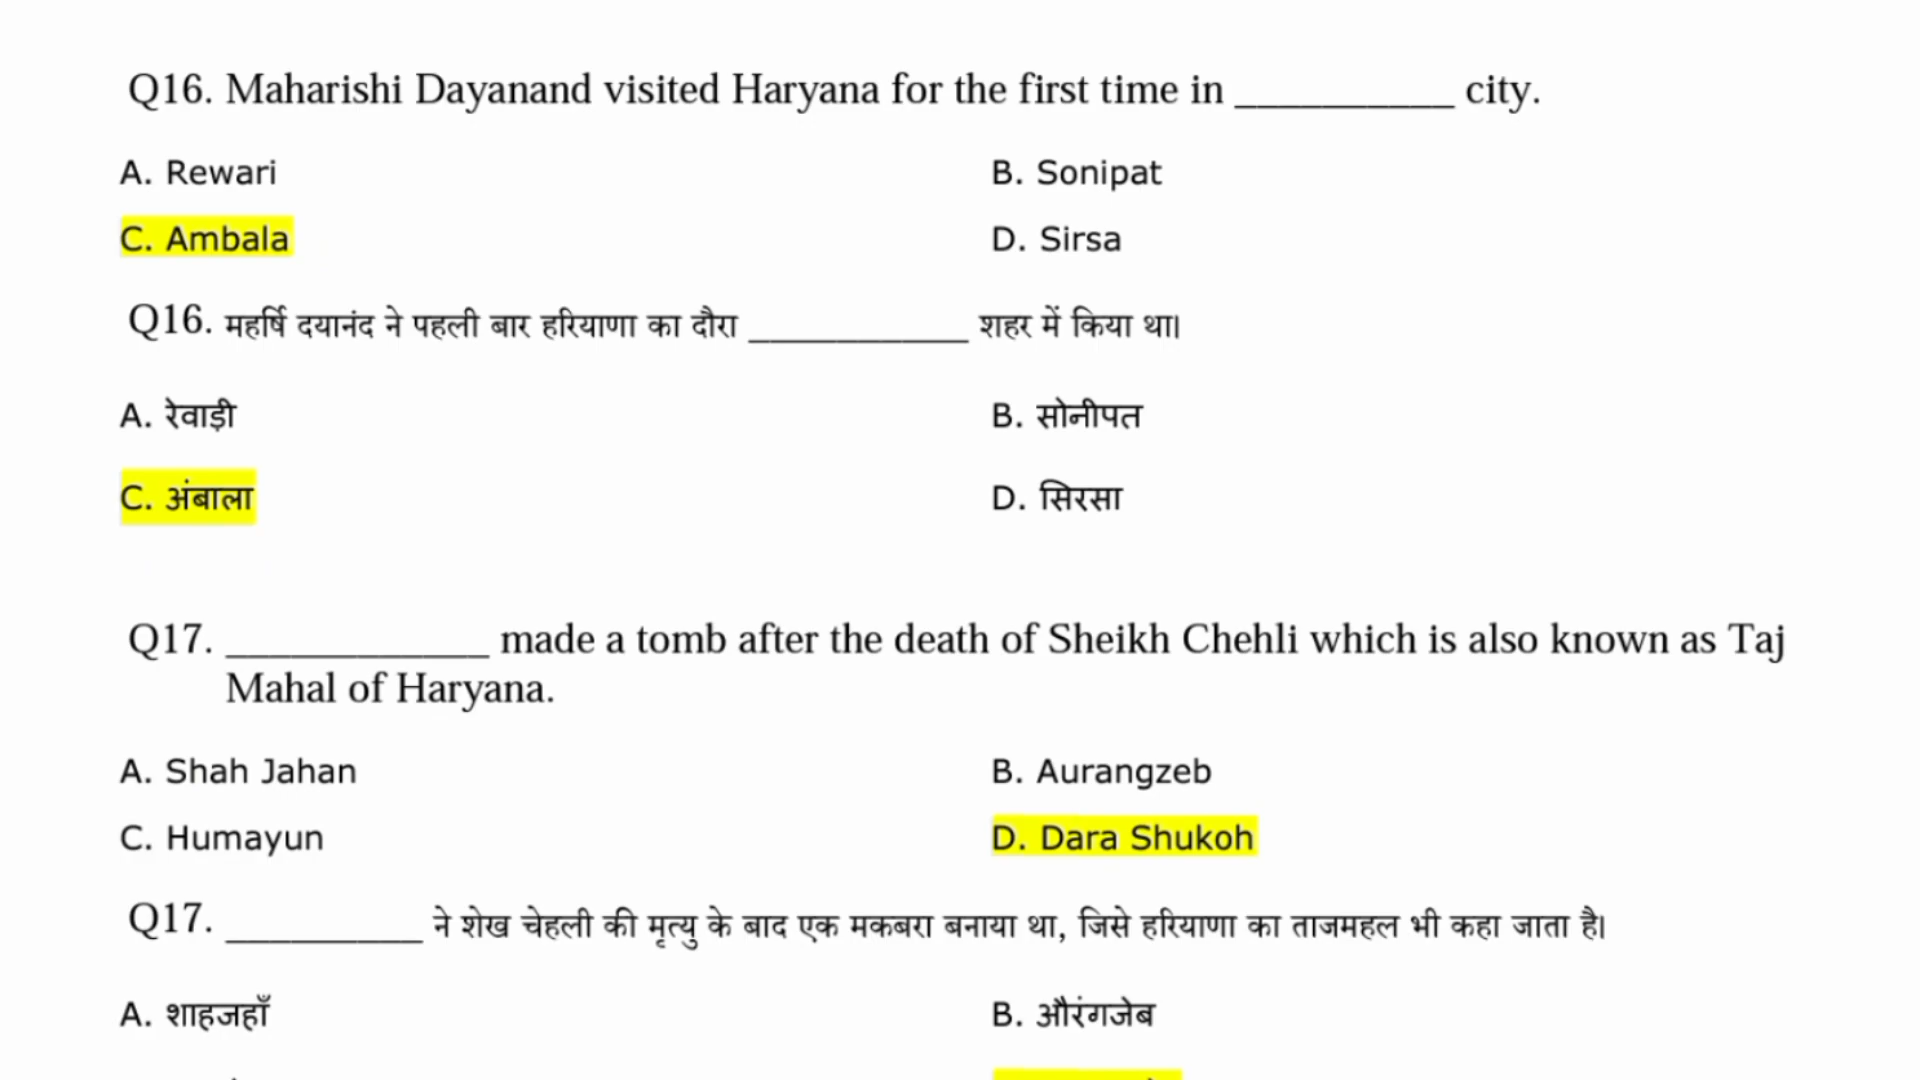 Q16. Maharishi Dayanand visited Haryana for the first time in __________ city.
A. Rewari B. Sonipat
C. Ambala D. Sirsa
Q16. महर्षि दयानंद ने पहली बार हरियाणा का दौरा __________ शहर में किया था।
A. रेवाड़ी B. सोनीपत
C. अंबाला D. सिरसा
Q17. ____________ made a tomb after the death of Sheikh Chehli which is also known as Taj
Mahal of Haryana.
A. Shah Jahan B. Aurangzeb
C. Humayun D. Dara Shukoh
Q17. _________ ने शेख चेहली की मृत्यु के बाद एक मकबरा बनाया था, जिसे हरियाणा का ताजमहल भी कहा जाता है।
A. शाहजहाँ B. औरंगजेब